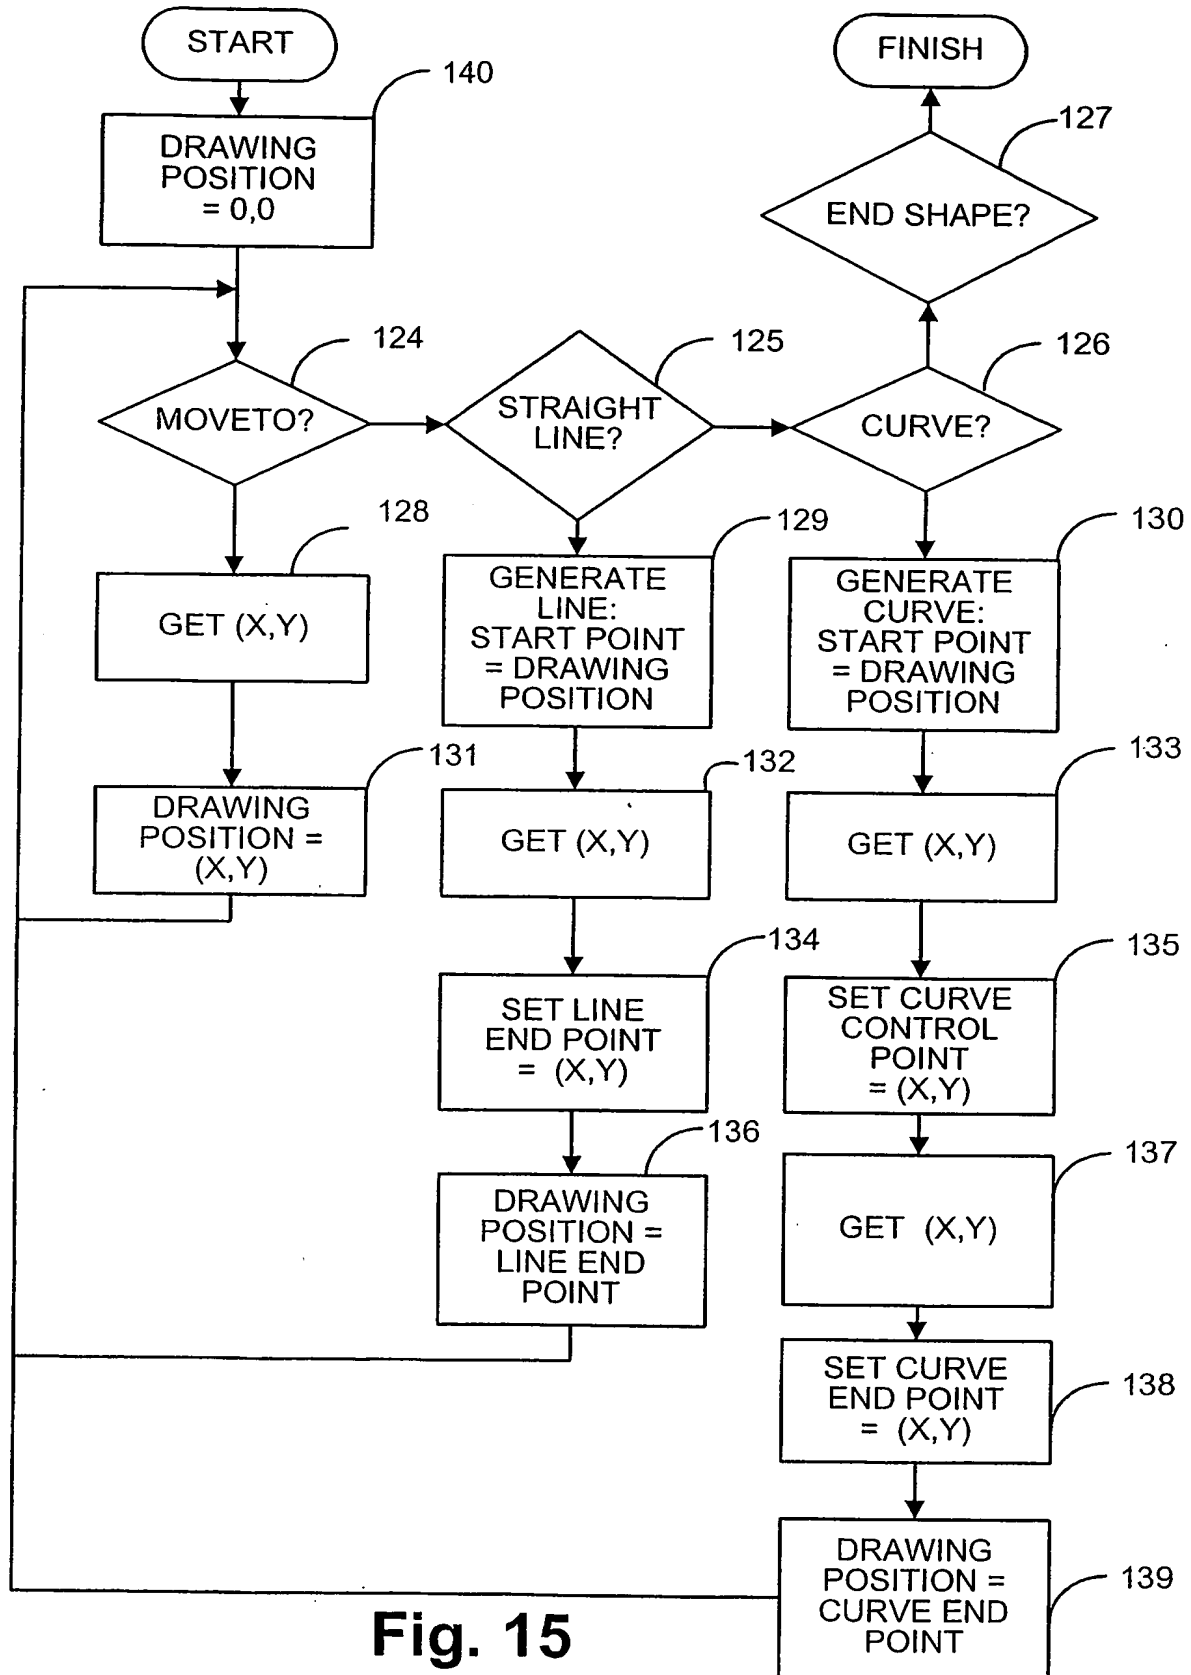 START
140
DRAWING
POSITION
= 0,0
FINISH
127
END SHAPE?
124
MOVETO?
125
STRAIGHT
LINE?
126
CURVE?
128
GET (X,Y)
131
DRAWING
POSITION =
(X,Y)
129
GENERATE
LINE:
START POINT
= DRAWING
POSITION
132
GET (X,Y)
134
SET LINE
END POINT
= (X,Y)
136
DRAWING
POSITION =
LINE END
POINT
130
GENERATE
CURVE:
START POINT
= DRAWING
POSITION
133
GET (X,Y)
135
SET CURVE
CONTROL
POINT
= (X,Y)
137
GET (X,Y)
138
SET CURVE
END POINT
= (X,Y)
139
DRAWING
POSITION =
CURVE END
POINT
Fig. 15